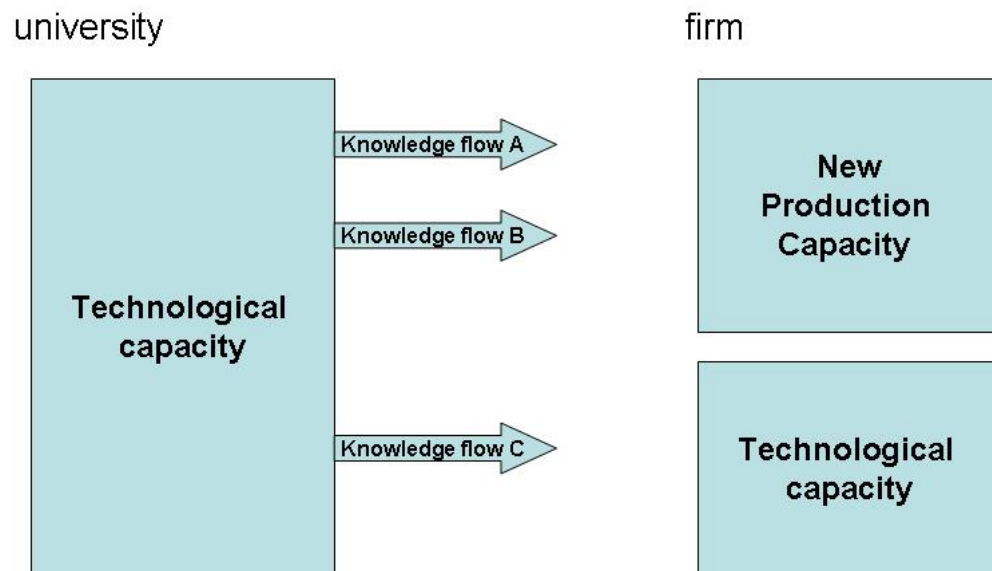 university
firm
Knowledge flow A
Knowledge flow B
Technological
capacity
Knowledge flow C
New
Production
Capacity
Technological
capacity